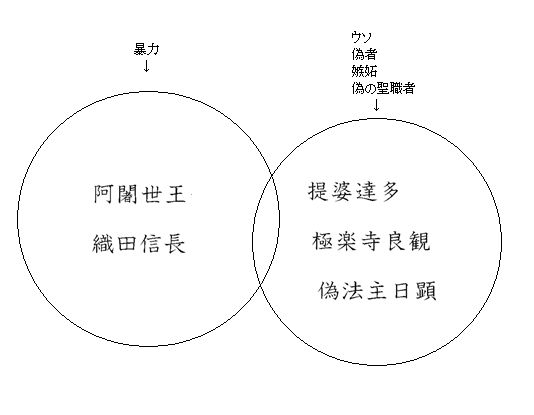 暴力
↓
ウソ
偽者
嫉妬
偽の聖職者
↓
阿闍世王
織田信長
提婆達多
極楽寺良観
偽法主日顕